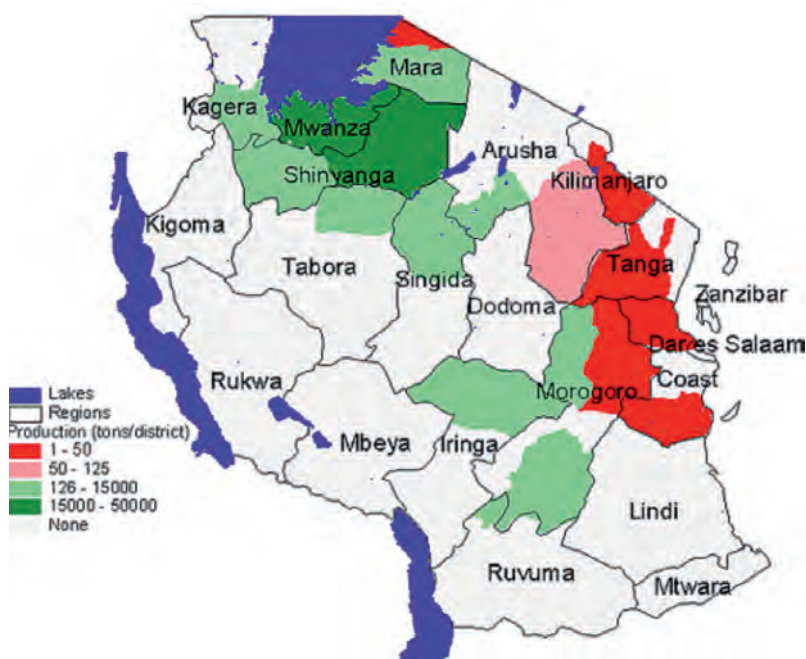 Mara
Kagera
Mwanza
Arusha
Shinyanga
Kilimanjaro
Kigoma
Tabora
Singida
Tanga
Dodoma
Zanzibar
Dar es Salaam
Rukwa
Morogoro
Coast
Mbeya
Iringa
Lindi
Ruvuma
Mtwara
Lakes
Regions
Production (tons/district)
1 - 50
50 - 125
126 - 15000
15000 - 50000
None